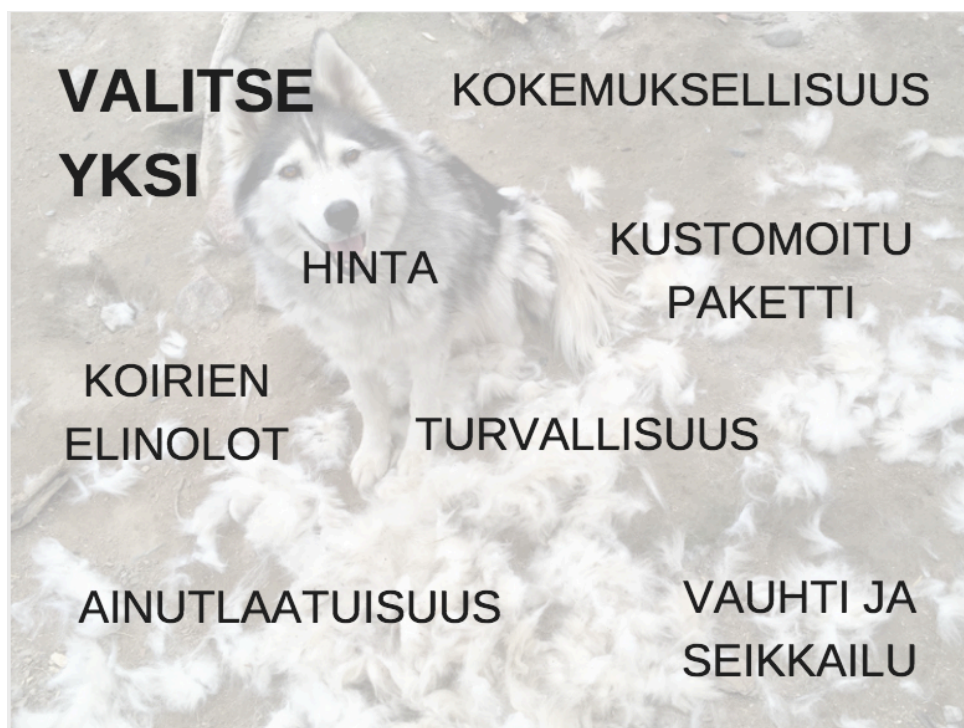 VALITSE
YKSI
KOKEMUKSELLISUUS
HINTA
KUSTOMOITU
PAKETTI
KOIRIEN
ELINOLOT
TURVALLISUUS
AINUTLAATUISUUS
VAUHTI JA
SEIKKAILU